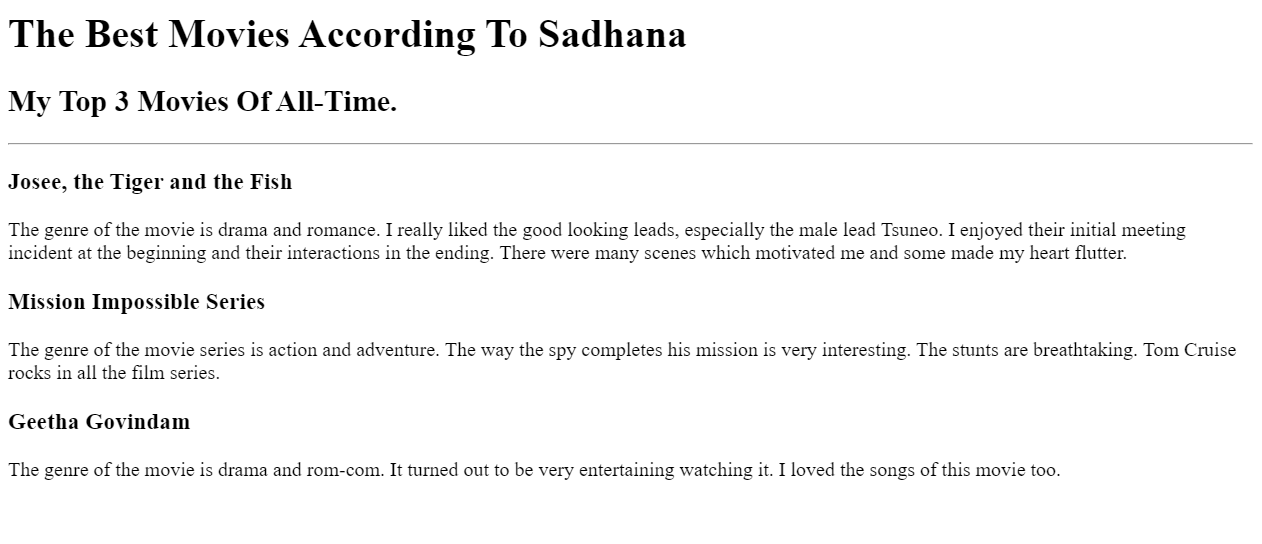 The Best Movies According To Sadhana
My Top 3 Movies Of All-Time.
Josee, the Tiger and the Fish
The genre of the movie is drama and romance. I really liked the good looking leads, especially the male lead Tsuneo. I enjoyed their initial meeting
incident at the beginning and their interactions in the ending. There were many scenes which motivated me and some made my heart flutter.
Mission Impossible Series
The genre of the movie series is action and adventure. The way the spy completes his mission is very interesting. The stunts are breathtaking. Tom Cruise
rocks in all the film series.
Geetha Govindam
The genre of the movie is drama and rom-com. It turned out to be very entertaining watching it. I loved the songs of this movie too.